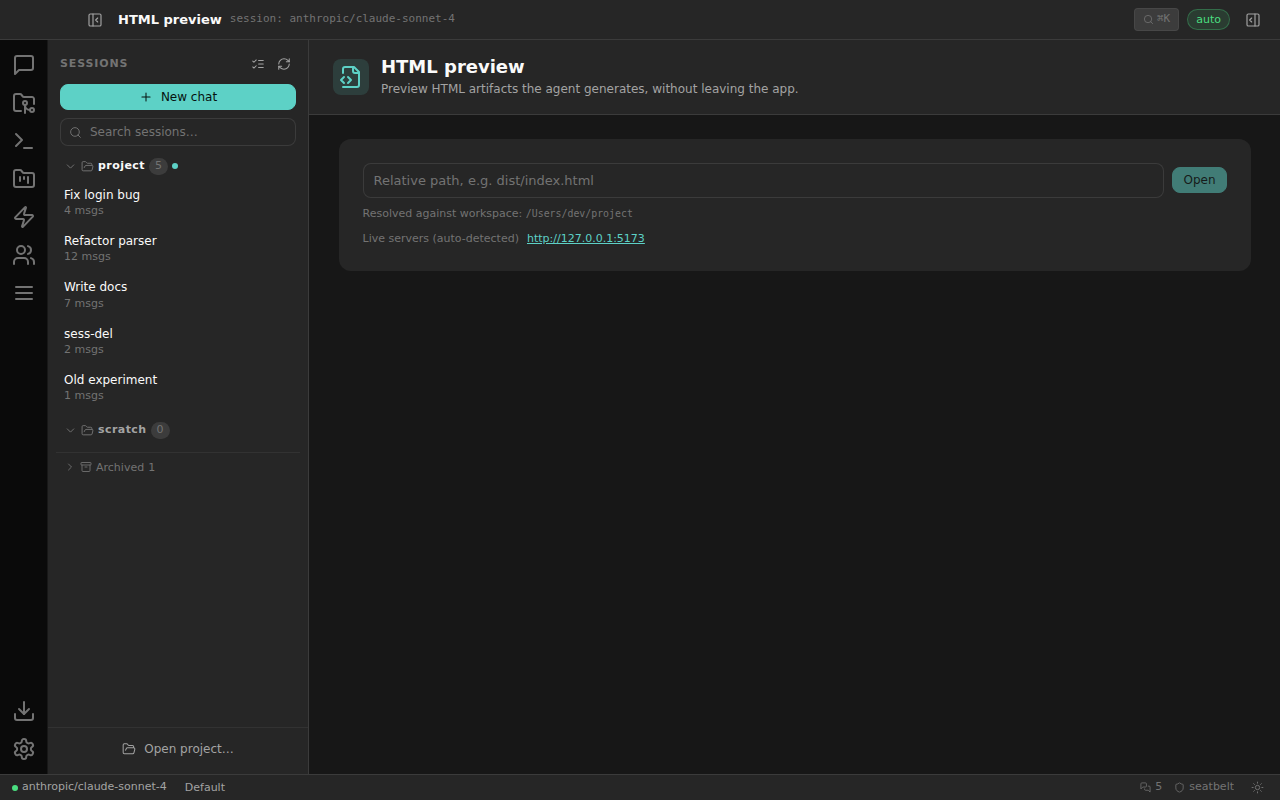 HTML preview session: anthropic/claude-sonnet-4
⌘K
auto
SESSIONS
New chat
Search sessions…
project 5
Fix login bug
4 msgs
Refactor parser
12 msgs
Write docs
7 msgs
sess-del
2 msgs
Old experiment
1 msgs
scratch 0
Archived 1
Open project…
HTML preview
Preview HTML artifacts the agent generates, without leaving the app.
Relative path, e.g. dist/index.html
Open
Resolved against workspace: /Users/dev/project
Live servers (auto-detected) http://127.0.0.1:5173
anthropic/claude-sonnet-4 Default
5 seatbelt